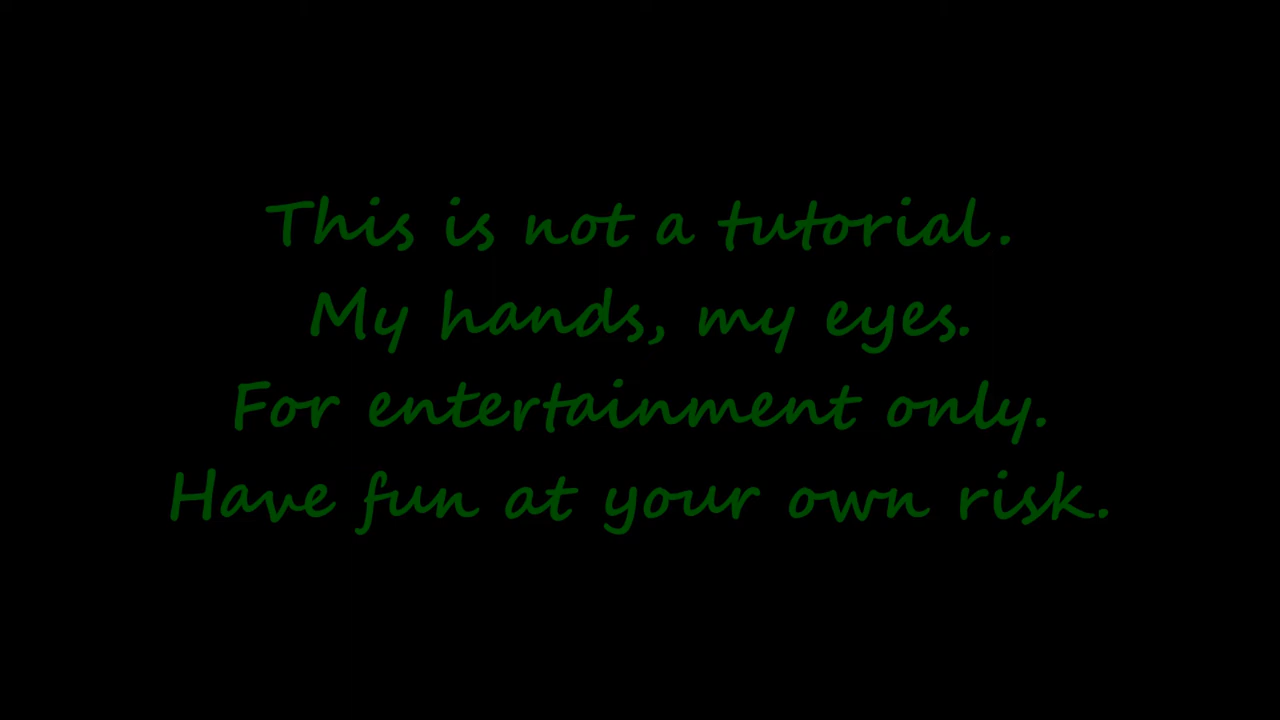 This is not a tutorial.
My hands, my eyes.
For entertainment only.
Have fun at your own risk.